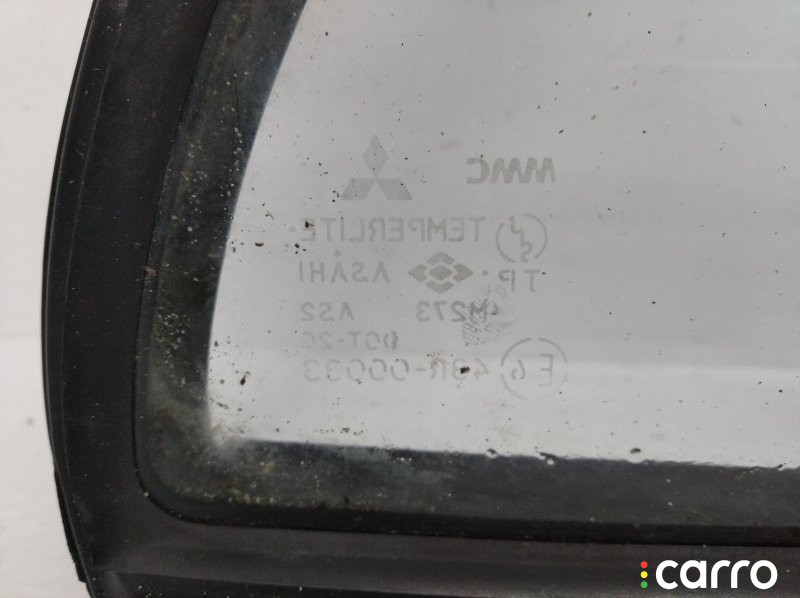 MMC
TEMPERLITE
TP ASAHI
M273 AS2
DOT-20
E6 43R-00033
carro